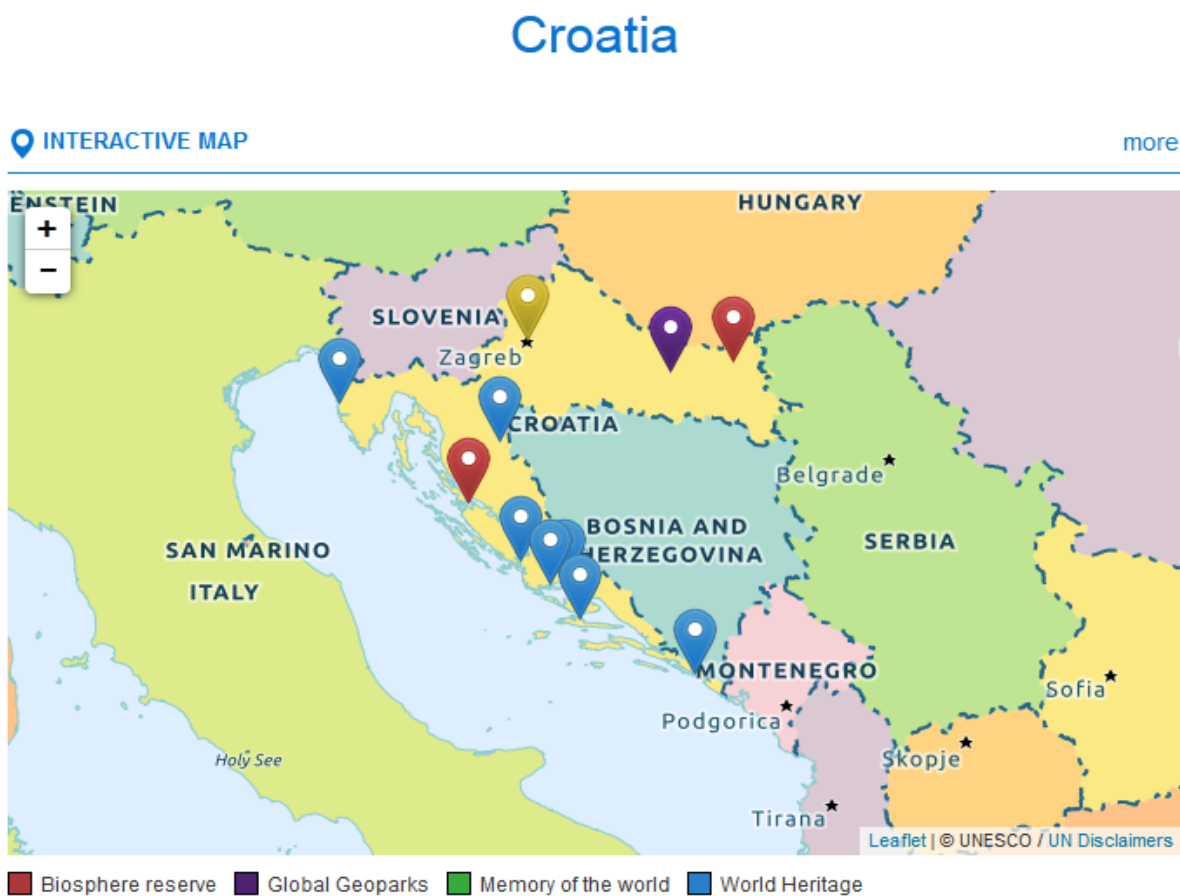 Croatia
INTERACTIVE MAP
more
ENSTEIN
HUNGARY
+
−
SLOVENIA
Zagreb
CROATIA
Belgrade
BOSNIA AND
HERZEGOVINA
SERBIA
SAN MARINO
ITALY
MONTENEGRO
Sofia
Podgorica
Skopje
Holy See
Tirana
Leaflet | © UNESCO / UN Disclaimers
Biosphere reserve Global Geoparks Memory of the world World Heritage